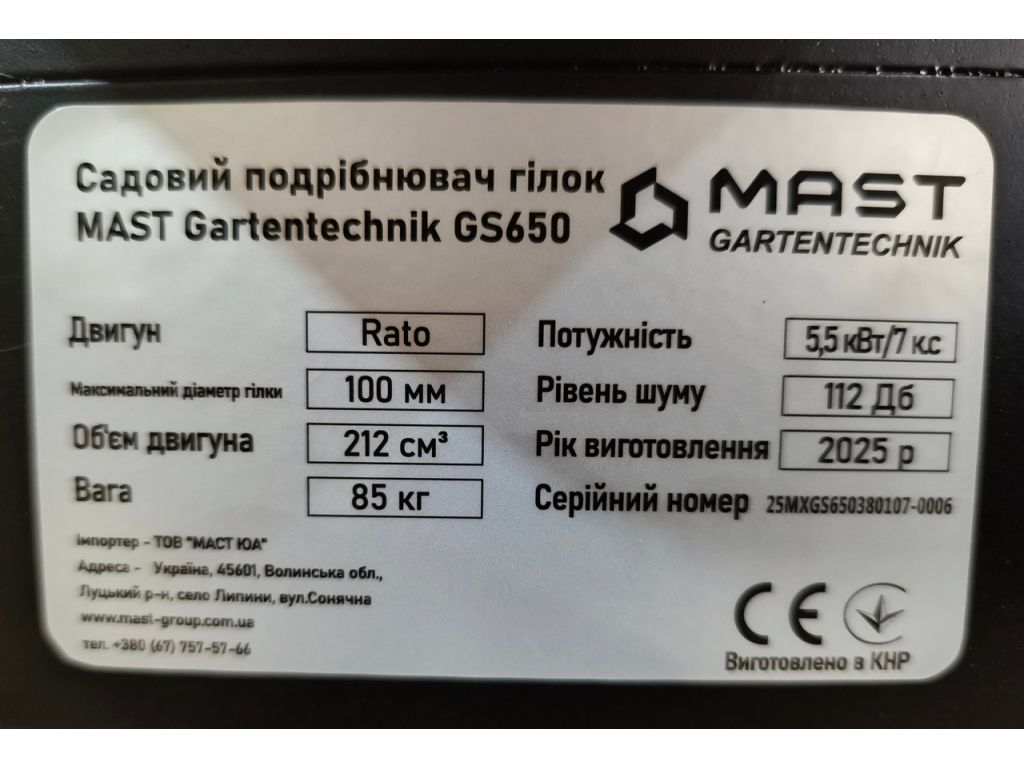 Садовий подрібнювач гілок
MAST Gartentechnik GS650
MAST
GARTENTECHNIK
Двигун Rato
Потужність 5,5 кВт/7 к.с
Максимальний діаметр гілки 100 мм
Рівень шуму 112 Дб
Об'єм двигуна 212 см³
Рік виготовлення 2025 р
Вага 85 кг
Серійний номер 25MXGS650380107-0006
Імпортер - ТОВ "МАСТ ЮА"
Адреса - Україна, 45601, Волинська обл.,
Луцький р-н, село Липини, вул.Сонячна
www.mast-group.com.ua
тел. +380 (67) 757-57-66
CE
Виготовлено в КНР